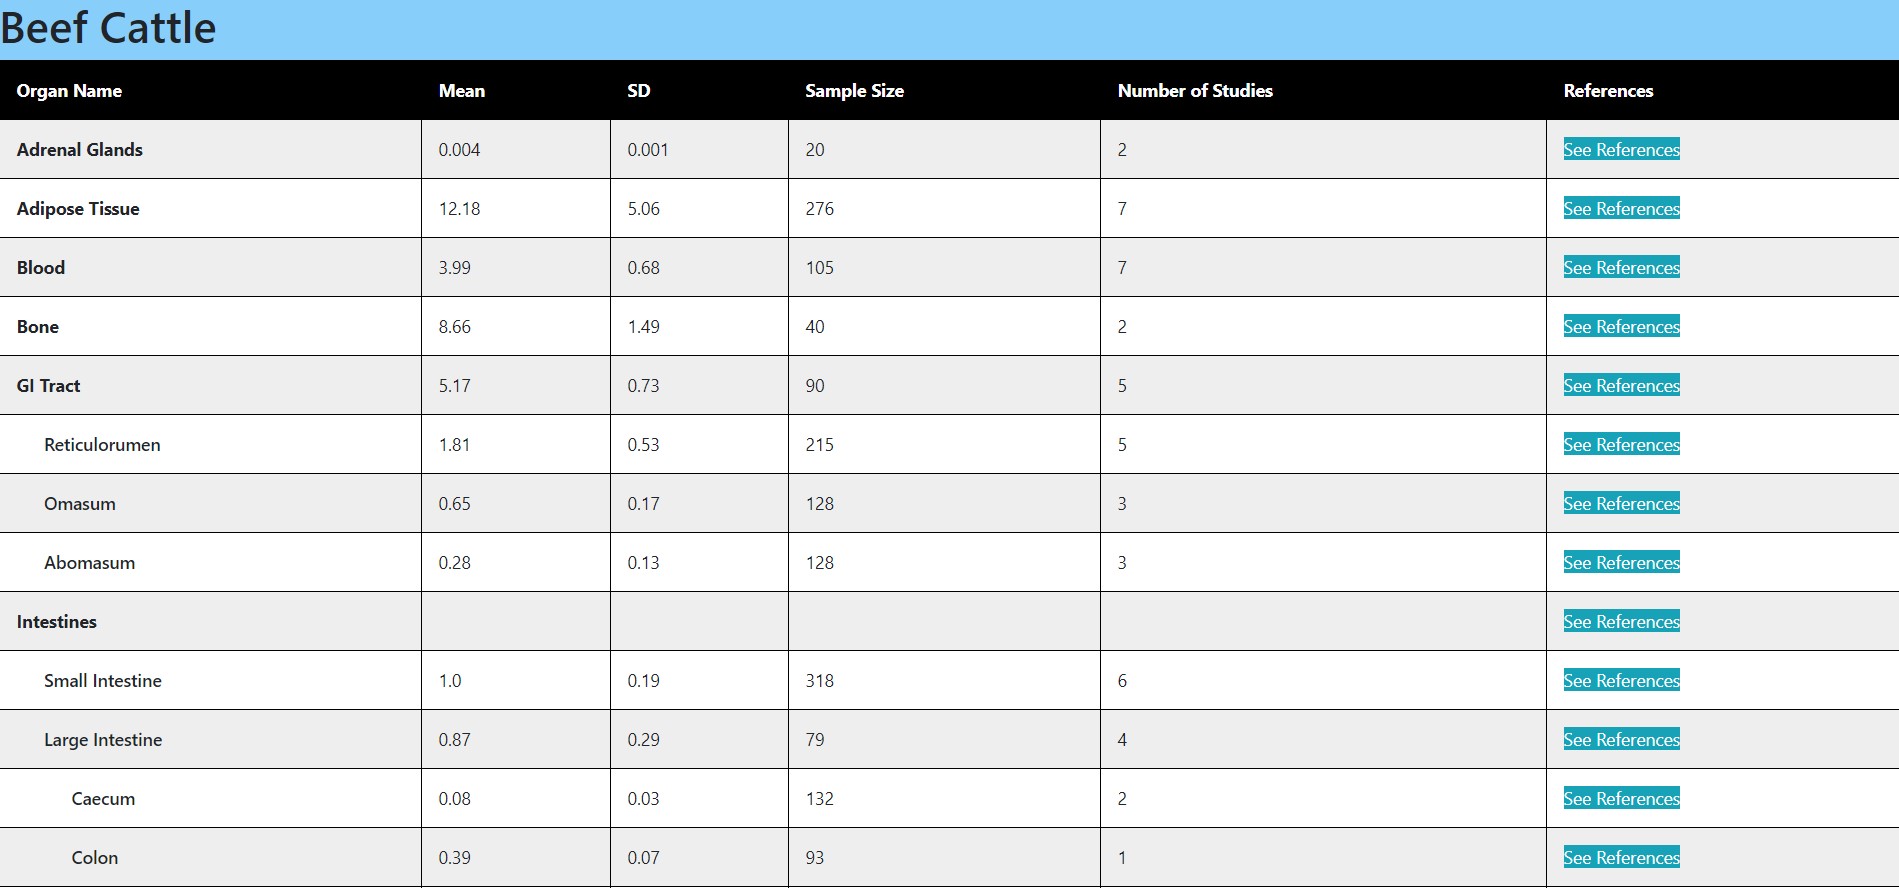 Beef Cattle
Organ Name Mean SD Sample Size Number of Studies References
Adrenal Glands 0.004 0.001 20 2 See References
Adipose Tissue 12.18 5.06 276 7 See References
Blood 3.99 0.68 105 7 See References
Bone 8.66 1.49 40 2 See References
GI Tract 5.17 0.73 90 5 See References
Reticulorumen 1.81 0.53 215 5 See References
Omasum 0.65 0.17 128 3 See References
Abomasum 0.28 0.13 128 3 See References
Intestines See References
Small Intestine 1.0 0.19 318 6 See References
Large Intestine 0.87 0.29 79 4 See References
Caecum 0.08 0.03 132 2 See References
Colon 0.39 0.07 93 1 See References